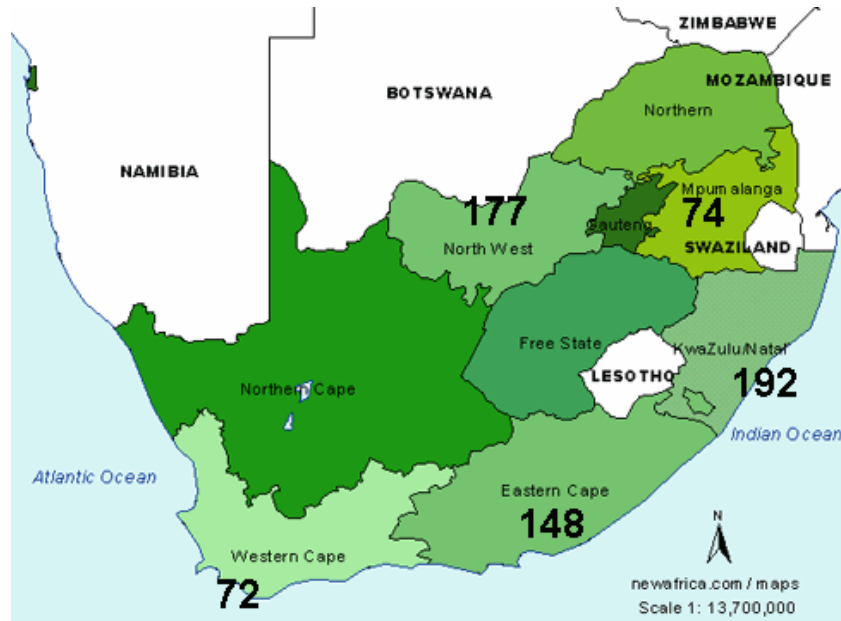 ZIMBABWE
MOZAMBIQUE
BOTSWANA
Northern
NAMIBIA
Mpumalanga
177
74
Gauteng
North West
SWAZILAND
Free State
KwaZulu/Natal
LESOTHO
192
Northern Cape
Indian Ocean
Atlantic Ocean
Eastern Cape
148
N
Western Cape
72
newafrica.com / maps
Scale 1: 13,700,000